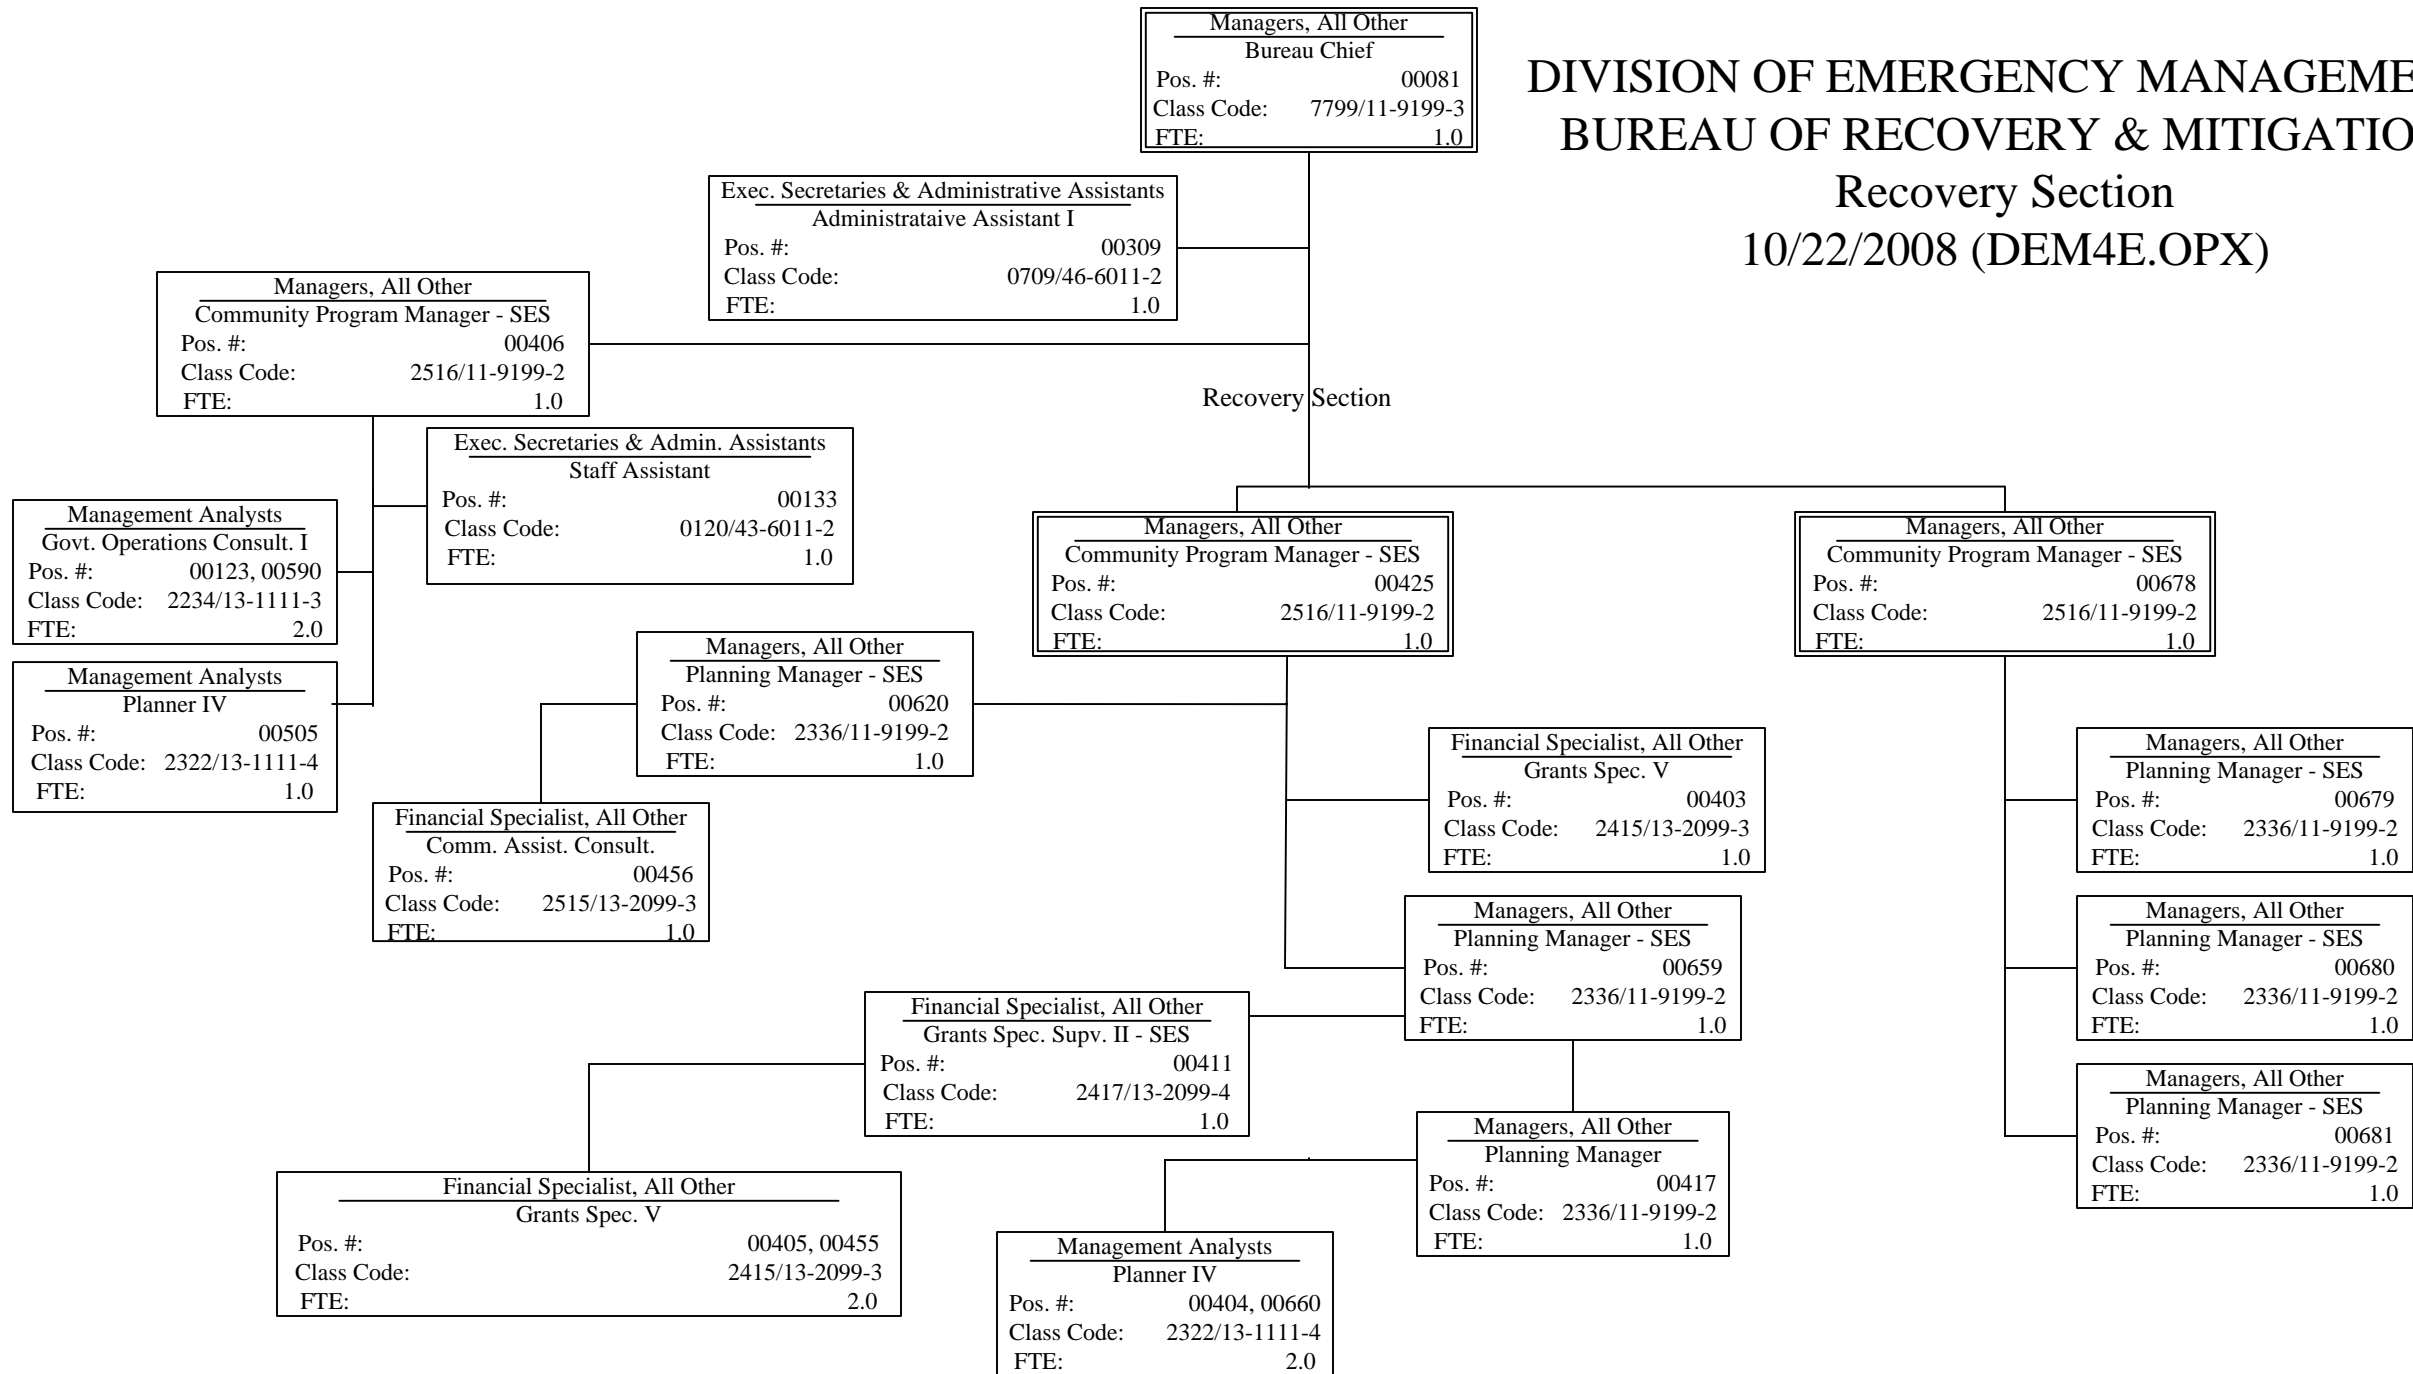 Managers, All Other
Bureau Chief
Pos. #: 00081
Class Code: 7799/11-9199-3
FTE: 1.0
DIVISION OF EMERGENCY MANAGEME
BUREAU OF RECOVERY & MITIGATIO
Recovery Section
10/22/2008 (DEM4E.OPX)
Exec. Secretaries & Administrative Assistants
Administrataive Assistant I
Pos. #: 00309
Class Code: 0709/46-6011-2
FTE: 1.0
Managers, All Other
Community Program Manager - SES
Pos. #: 00406
Class Code: 2516/11-9199-2
FTE: 1.0
Recovery Section
Exec. Secretaries & Admin. Assistants
Staff Assistant
Pos. #: 00133
Class Code: 0120/43-6011-2
FTE: 1.0
Management Analysts
Govt. Operations Consult. I
Pos. #: 00123, 00590
Class Code: 2234/13-1111-3
FTE: 2.0
Management Analysts
Planner IV
Pos. #: 00505
Class Code: 2322/13-1111-4
FTE: 1.0
Managers, All Other
Community Program Manager - SES
Pos. #: 00425
Class Code: 2516/11-9199-2
FTE: 1.0
Managers, All Other
Community Program Manager - SES
Pos. #: 00678
Class Code: 2516/11-9199-2
FTE: 1.0
Managers, All Other
Planning Manager - SES
Pos. #: 00620
Class Code: 2336/11-9199-2
FTE: 1.0
Financial Specialist, All Other
Comm. Assist. Consult.
Pos. #: 00456
Class Code: 2515/13-2099-3
FTE: 1.0
Financial Specialist, All Other
Grants Spec. V
Pos. #: 00403
Class Code: 2415/13-2099-3
FTE: 1.0
Managers, All Other
Planning Manager - SES
Pos. #: 00679
Class Code: 2336/11-9199-2
FTE: 1.0
Managers, All Other
Planning Manager - SES
Pos. #: 00659
Class Code: 2336/11-9199-2
FTE: 1.0
Managers, All Other
Planning Manager - SES
Pos. #: 00680
Class Code: 2336/11-9199-2
FTE: 1.0
Financial Specialist, All Other
Grants Spec. Supv. II - SES
Pos. #: 00411
Class Code: 2417/13-2099-4
FTE: 1.0
Managers, All Other
Planning Manager - SES
Pos. #: 00681
Class Code: 2336/11-9199-2
FTE: 1.0
Managers, All Other
Planning Manager
Pos. #: 00417
Class Code: 2336/11-9199-2
FTE: 1.0
Financial Specialist, All Other
Grants Spec. V
Pos. #: 00405, 00455
Class Code: 2415/13-2099-3
FTE: 2.0
Management Analysts
Planner IV
Pos. #: 00404, 00660
Class Code: 2322/13-1111-4
FTE: 2.0